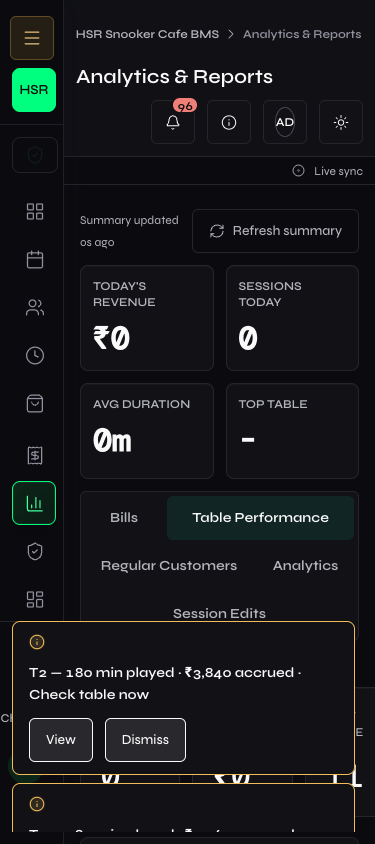 HSR Snooker Cafe BMS > Analytics & Reports
HSR
Analytics & Reports
96
AD
Live sync
Summary updated
0s ago
Refresh summary
TODAY'S
REVENUE
₹0
SESSIONS
TODAY
0
AVG DURATION
0m
TOP TABLE
-
Bills
Table Performance
Regular Customers
Analytics
Session Edits
T2 — 180 min played · ₹3,840 accrued ·
Check table now
View
Dismiss